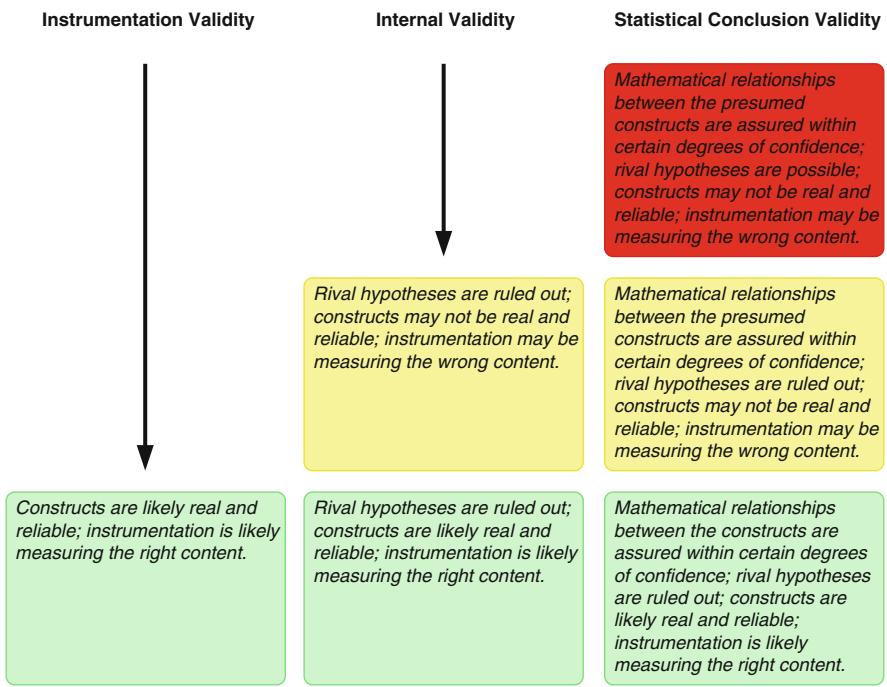 Instrumentation Validity
Internal Validity
Statistical Conclusion Validity
Mathematical relationships
between the presumed
constructs are assured within
certain degrees of confidence;
rival hypotheses are possible;
constructs may not be real and
reliable; instrumentation may be
measuring the wrong content.
Rival hypotheses are ruled out;
constructs may not be real and
reliable; instrumentation may be
measuring the wrong content.
Mathematical relationships
between the presumed
constructs are assured within
certain degrees of confidence;
rival hypotheses are ruled out;
constructs may not be real and
reliable; instrumentation may be
measuring the wrong content.
Constructs are likely real and
reliable; instrumentation is likely
measuring the right content.
Rival hypotheses are ruled out;
constructs are likely real and
reliable; instrumentation is likely
measuring the right content.
Mathematical relationships
between the constructs are
assured within certain degrees
of confidence; rival hypotheses
are ruled out; constructs are
likely real and reliable;
instrumentation is likely
measuring the right content.